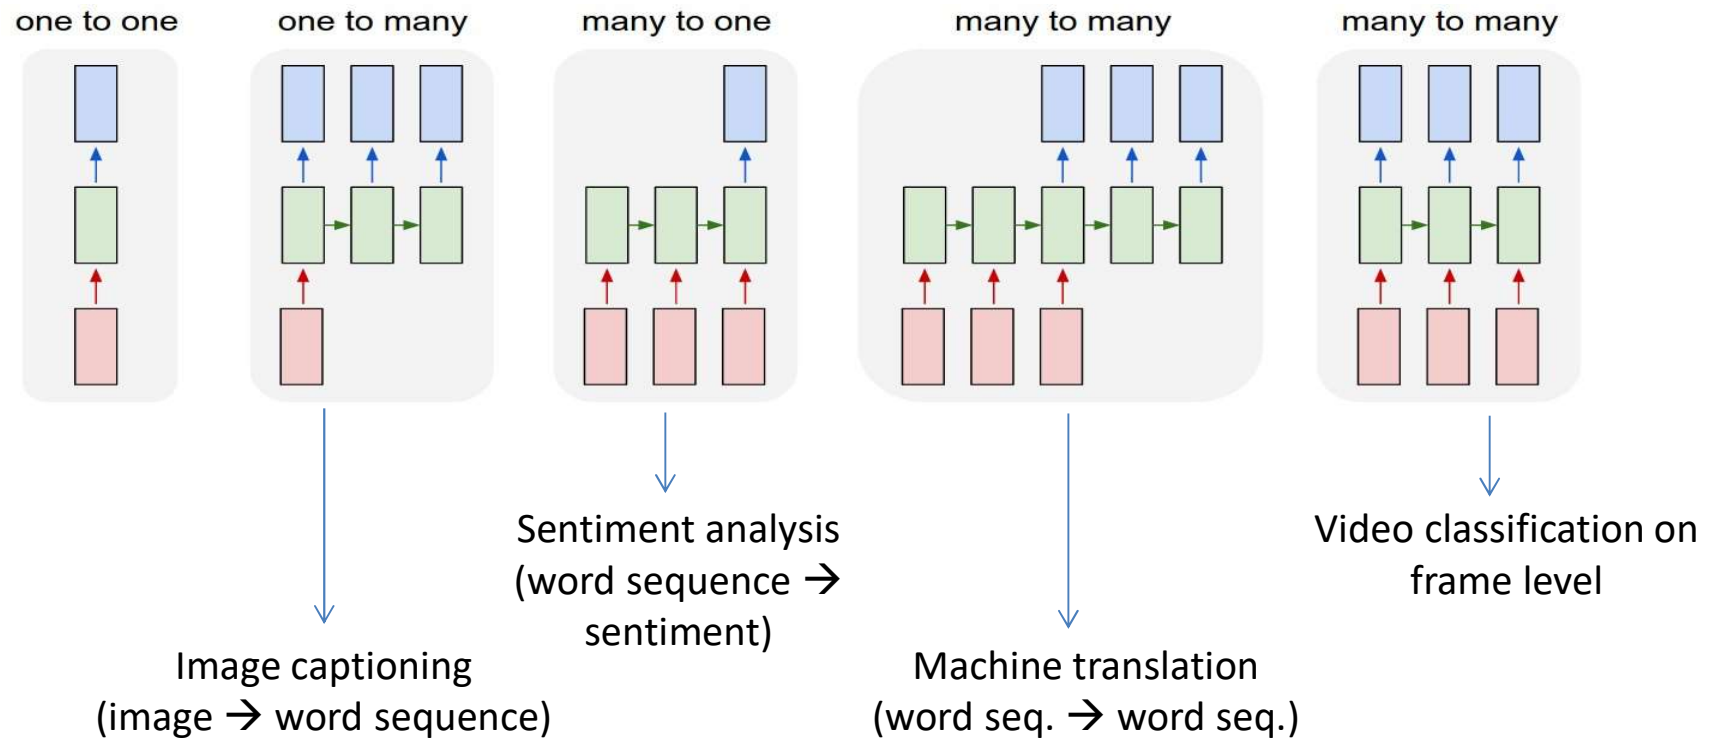 one to one
one to many
many to one
many to many
many to many
Sentiment analysis
(word sequence →
sentiment)
Video classification on
frame level
Image captioning
(image → word sequence)
Machine translation
(word seq. → word seq.)